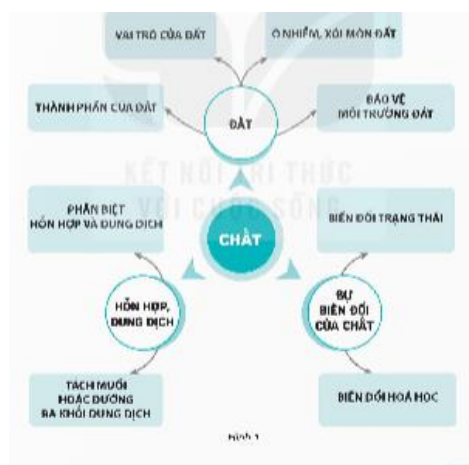 VAI TRÒ CỦA ĐẤT
Ô NHIỄM, XÓI MÒN ĐẤT
THÀNH PHẦN CỦA ĐẤT
BẢO VỆ
MÔI TRƯỜNG ĐẤT
ĐẤT
KẾT NỐI TRI THỨC
VỚI CUỘC SỐNG
PHÂN BIỆT
HỖN HỢP VÀ DUNG DỊCH
BIẾN ĐỔI TRẠNG THÁI
CHẤT
HỖN HỢP,
DUNG DỊCH
SỰ
BIẾN ĐỔI
CỦA CHẤT
TÁCH MUỐI
HOẶC ĐƯỜNG
RA KHỎI DUNG DỊCH
BIẾN ĐỔI HOÁ HỌC
Hình 1